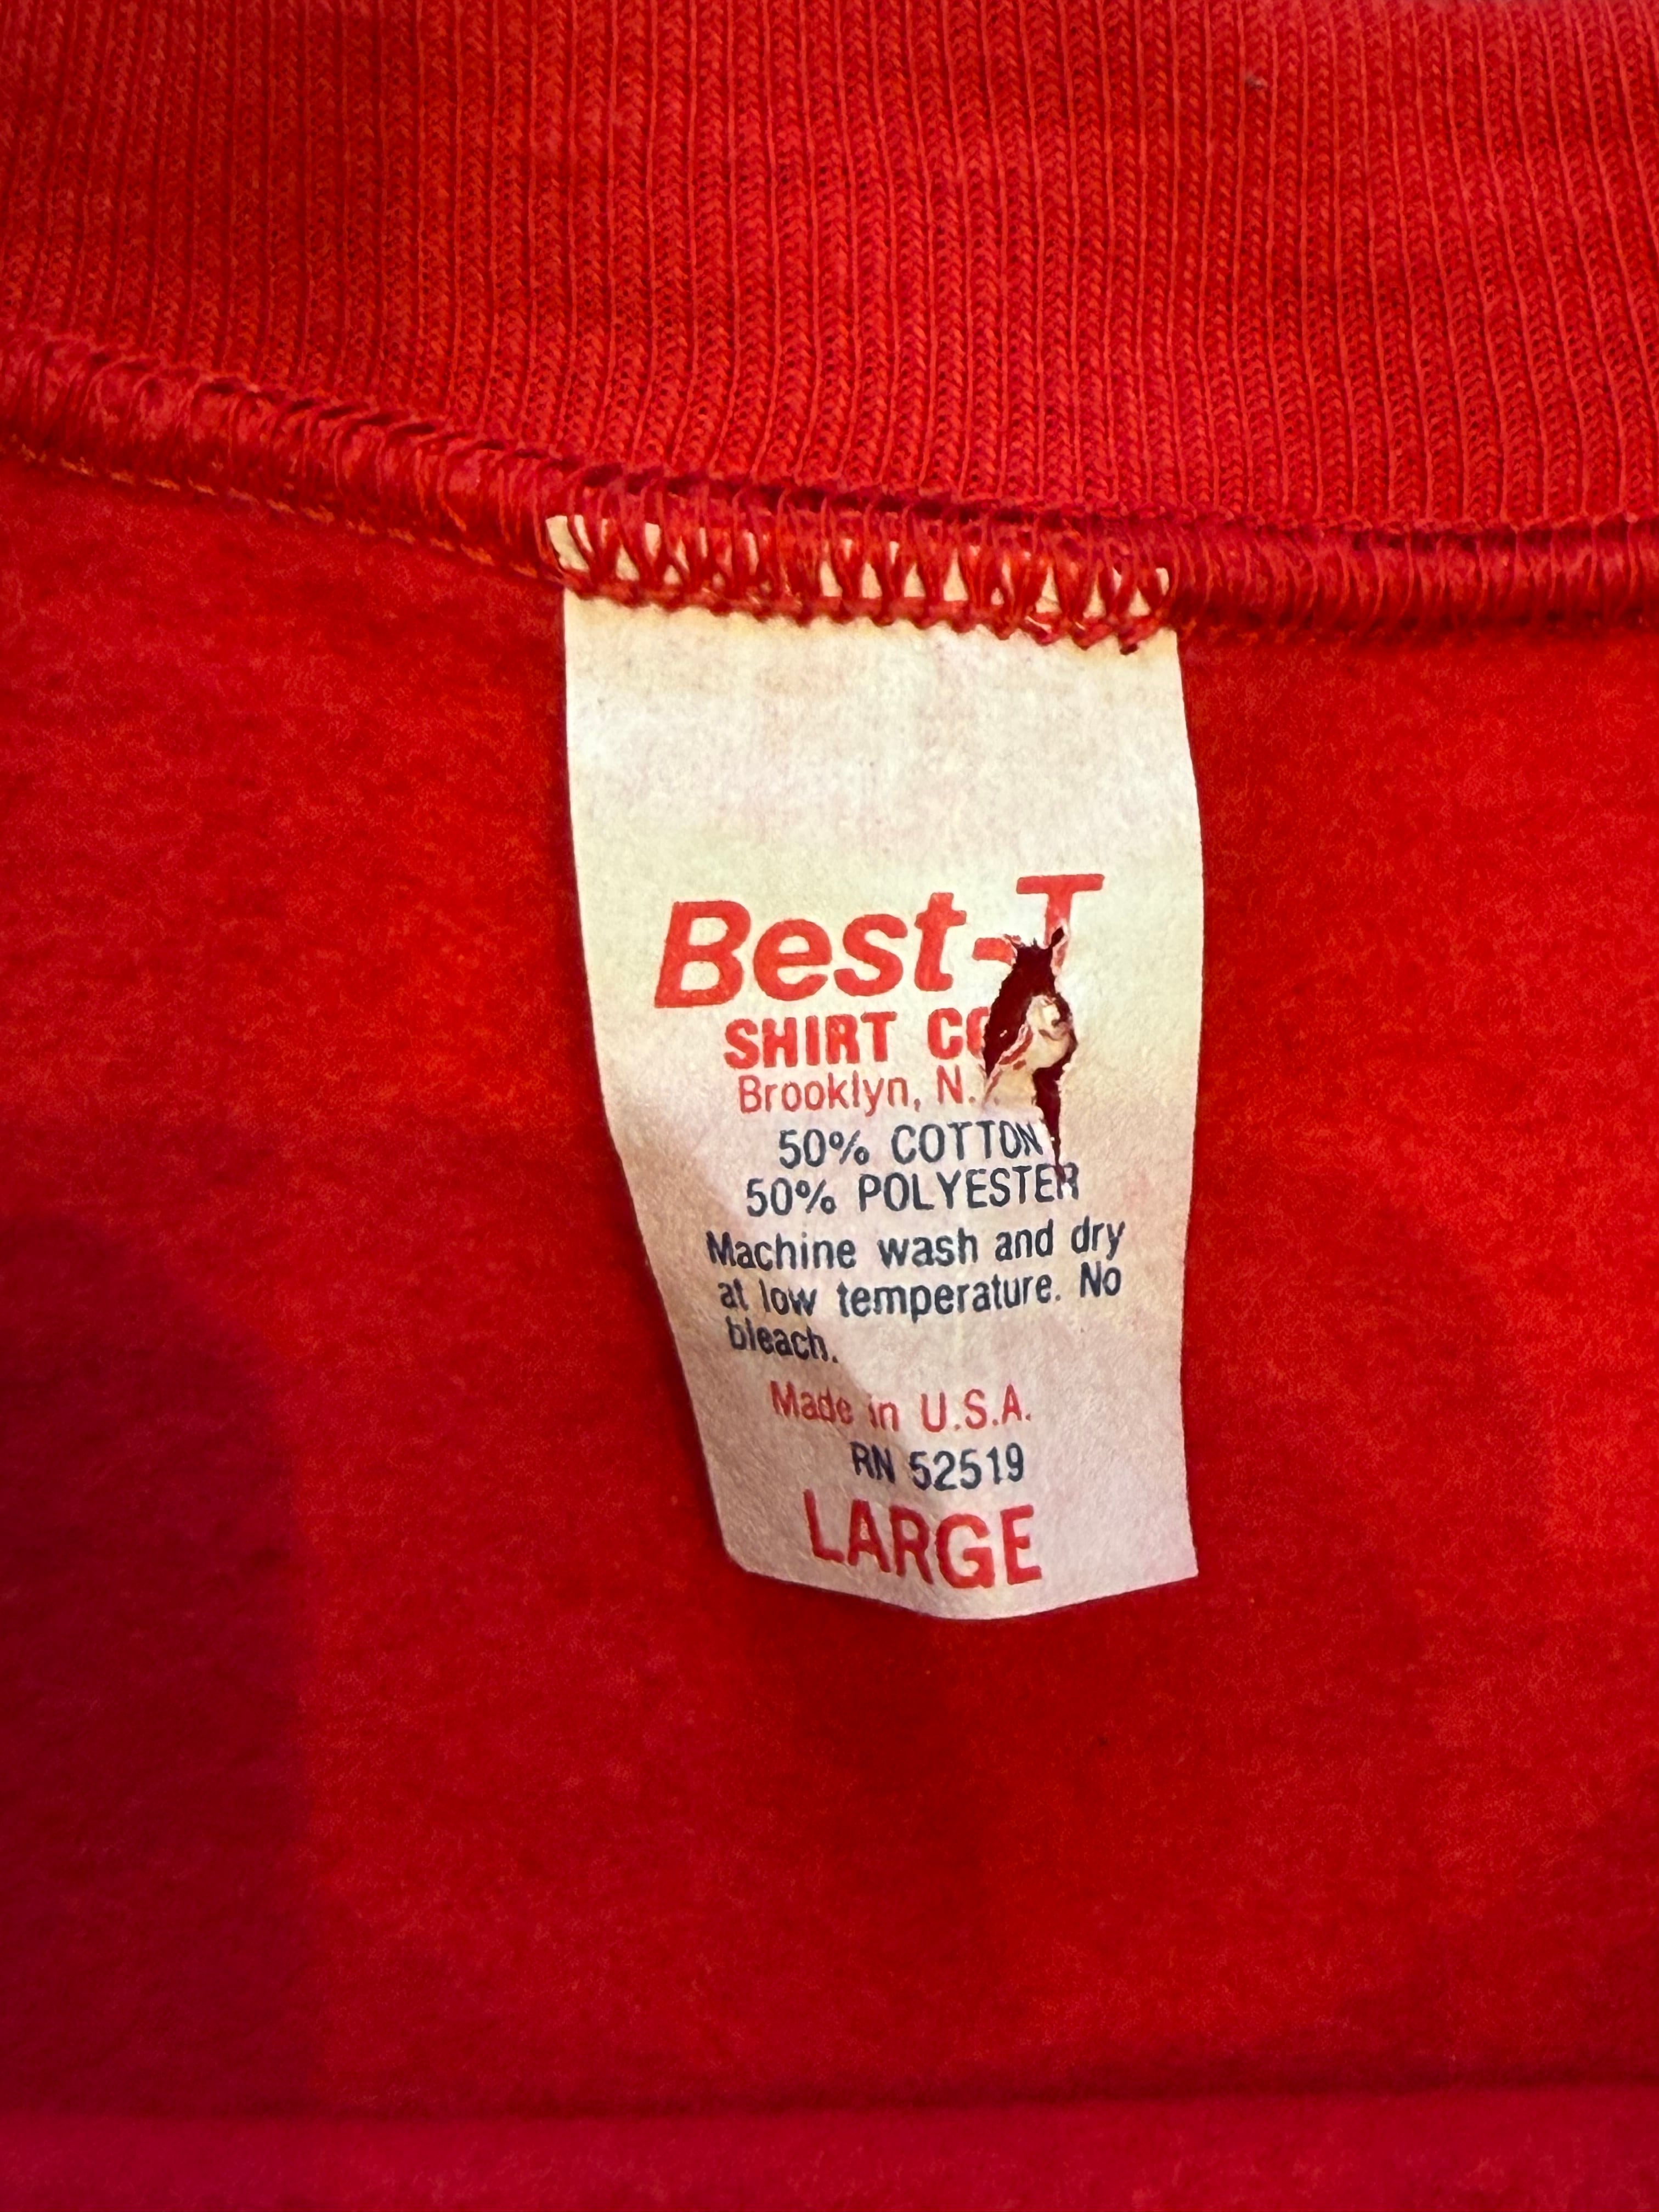 Best-T
SHIRT CO
Brooklyn, N.
50% COTTON
50% POLYESTER
Machine wash and dry
at low temperature. No
bleach.
Made in U.S.A.
RN 52519
LARGE